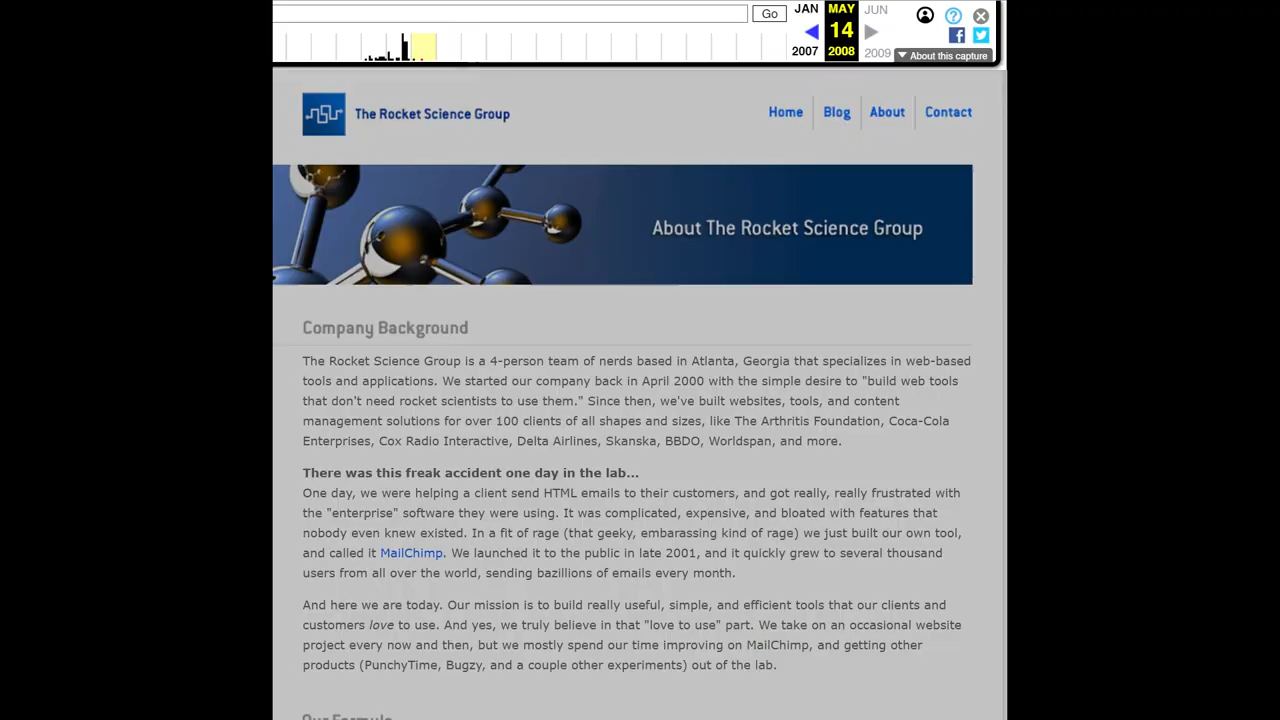 Go
JAN
MAY
JUN
14
2007
2008
2009
About this capture
The Rocket Science Group
Home
Blog
About
Contact
About The Rocket Science Group
Company Background
The Rocket Science Group is a 4-person team of nerds based in Atlanta, Georgia that specializes in web-based
tools and applications. We started our company back in April 2000 with the simple desire to "build web tools
that don't need rocket scientists to use them." Since then, we've built websites, tools, and content
management solutions for over 100 clients of all shapes and sizes, like The Arthritis Foundation, Coca-Cola
Enterprises, Cox Radio Interactive, Delta Airlines, Skanska, BBDO, Worldspan, and more.
There was this freak accident one day in the lab...
One day, we were helping a client send HTML emails to their customers, and got really, really frustrated with
the "enterprise" software they were using. It was complicated, expensive, and bloated with features that
nobody even knew existed. In a fit of rage (that geeky, embarassing kind of rage) we just built our own tool,
and called it MailChimp. We launched it to the public in late 2001, and it quickly grew to several thousand
users from all over the world, sending bazillions of emails every month.
And here we are today. Our mission is to build really useful, simple, and efficient tools that our clients and
customers love to use. And yes, we truly believe in that "love to use" part. We take on an occasional website
project every now and then, but we mostly spend our time improving on MailChimp, and getting other
products (PunchyTime, Bugzy, and a couple other experiments) out of the lab.
Our Formula